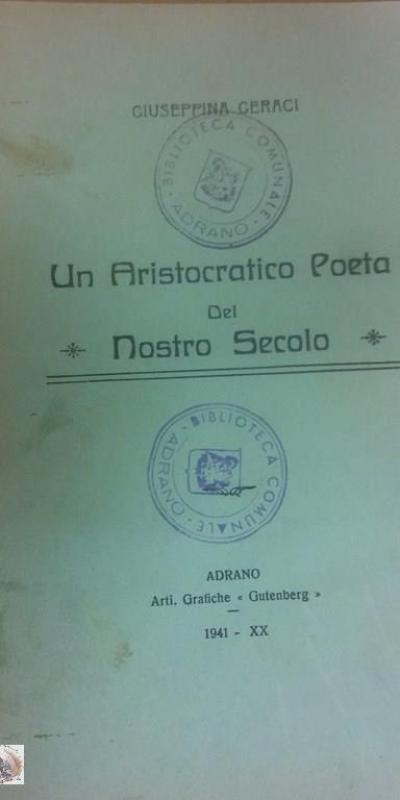 GIUSEPPINA GERACI
BIBLIOTECA COMUNALE
ADRANO
Un Aristocratico Poeta
Del
Nostro Secolo
BIBLIOTECA COMUNALE
ADRANO
ADRANO
Arti. Grafiche « Gutenberg »
1941 - XX